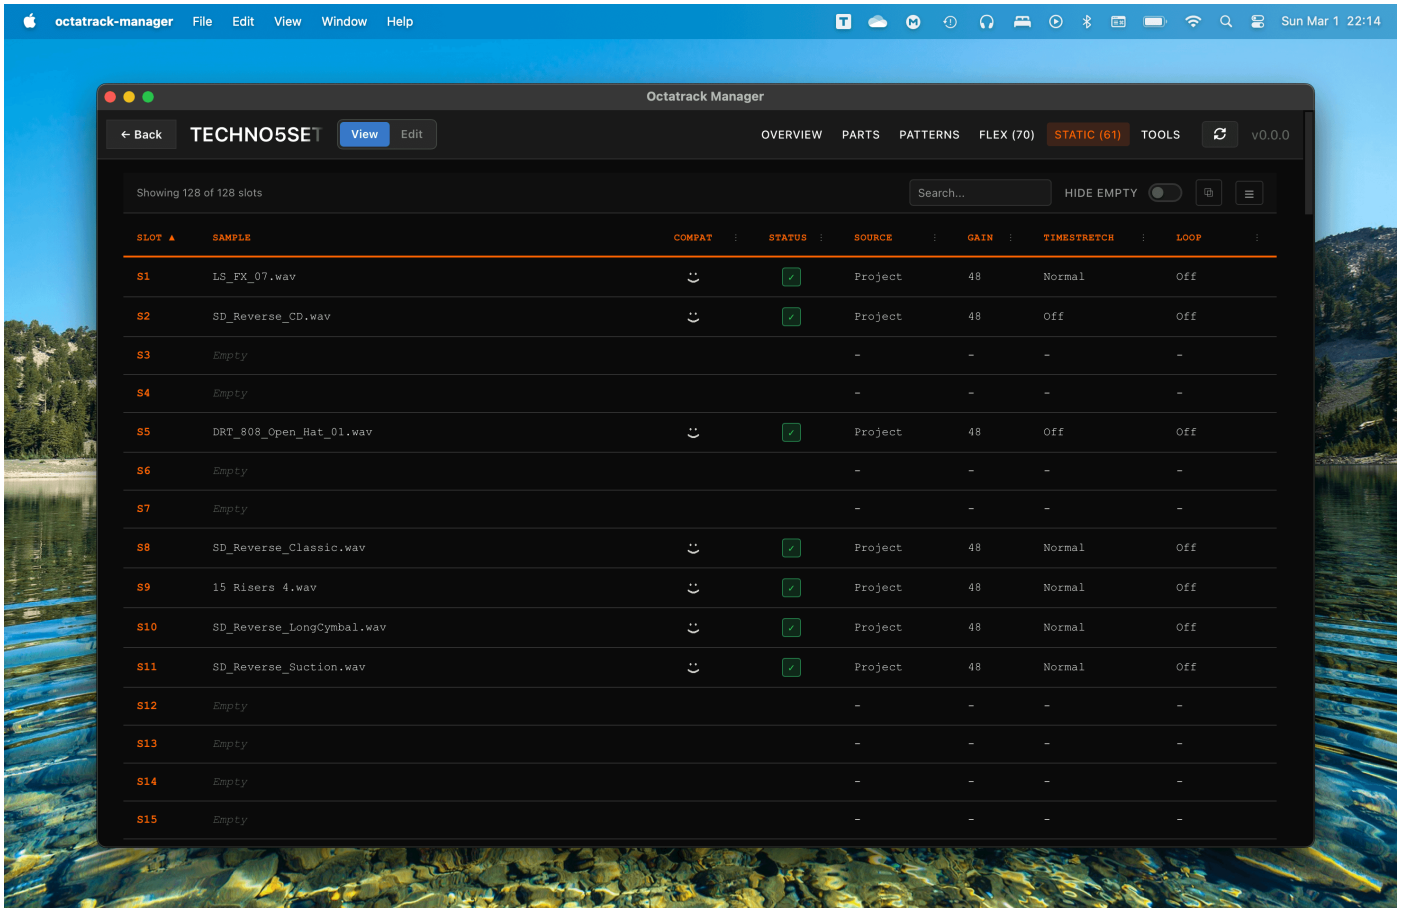 octatrack-manager File Edit View Window Help Sun Mar 1 22:14
Octatrack Manager
← Back TECHNO5SET View Edit OVERVIEW PARTS PATTERNS FLEX (70) STATIC (61) TOOLS v0.0.0
Showing 128 of 128 slots Search... HIDE EMPTY
SLOT ▲ SAMPLE COMPAT STATUS SOURCE GAIN TIMESTRETCH LOOP
S1 LS_FX_07.wav ✓ Project 48 Normal Off
S2 SD_Reverse_CD.wav ✓ Project 48 Off Off
S3 Empty - - - -
S4 Empty - - - -
S5 DRT_808_Open_Hat_01.wav ✓ Project 48 Off Off
S6 Empty - - - -
S7 Empty - - - -
S8 SD_Reverse_Classic.wav ✓ Project 48 Normal Off
S9 15 Risers 4.wav ✓ Project 48 Normal Off
S10 SD_Reverse_LongCymbal.wav ✓ Project 48 Normal Off
S11 SD_Reverse_Suction.wav ✓ Project 48 Normal Off
S12 Empty - - - -
S13 Empty - - - -
S14 Empty - - - -
S15 Empty - - - -